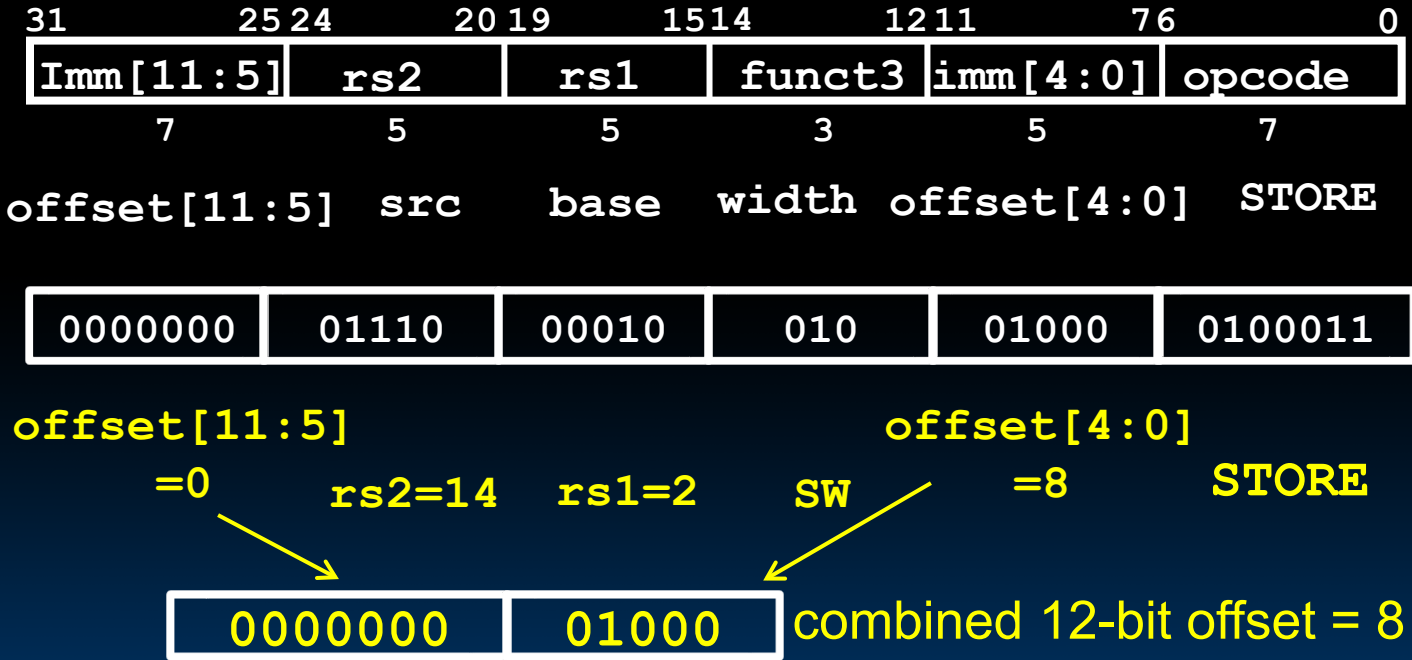 31 25 24 20 19 15 14 12 11 7 6 0
Imm[11:5] rs2 rs1 funct3 imm[4:0] opcode
7 5 5 3 5 7
offset[11:5] src base width offset[4:0] STORE
0000000 01110 00010 010 01000 0100011
offset[11:5] offset[4:0]
=0 rs2=14 rs1=2 SW =8 STORE
0000000 01000 combined 12-bit offset = 8